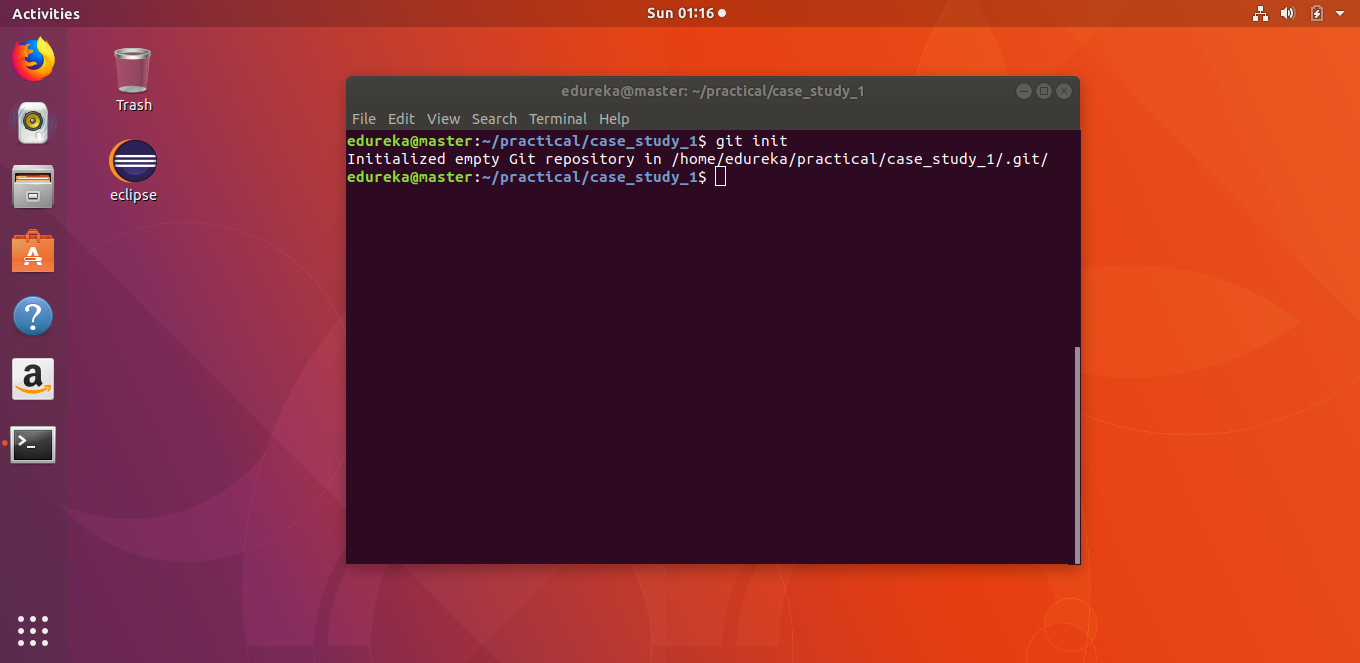 Activities
Sun 01:16
Trash
eclipse
edureka@master: ~/practical/case_study_1
File Edit View Search Terminal Help
edureka@master:~/practical/case_study_1$ git init
Initialized empty Git repository in /home/edureka/practical/case_study_1/.git/
edureka@master:~/practical/case_study_1$
A
?
a
>_